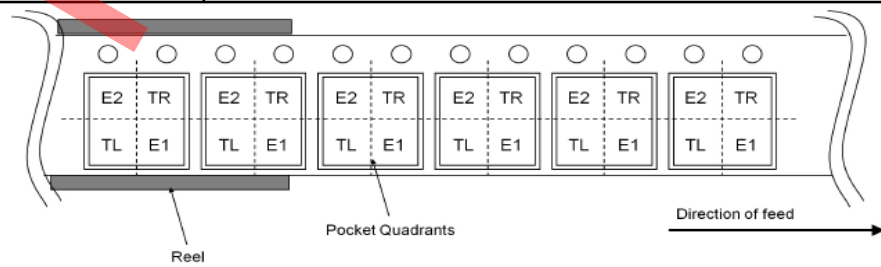 E2 TR E2 TR E2 TR E2 TR E2 TR E2 TR
TL E1 TL E1 TL E1 TL E1 TL E1 TL E1
Direction of feed
Pocket Quadrants
Reel